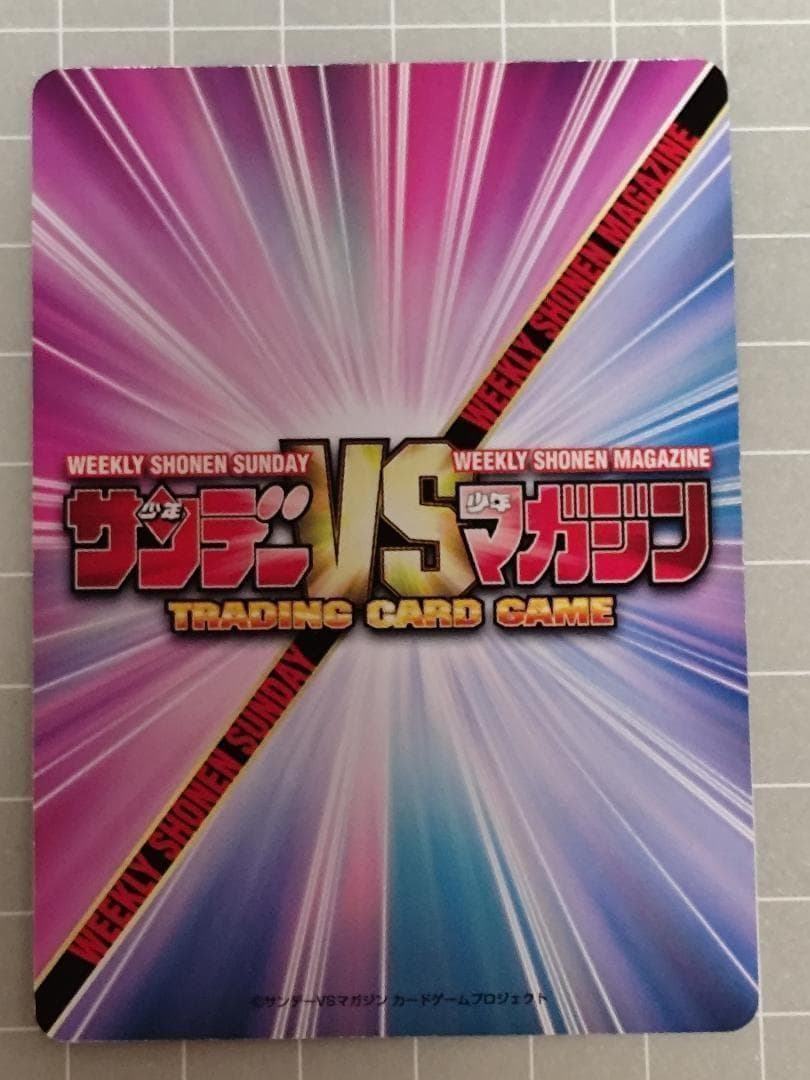 WEEKLY SHONEN MAGAZINE
WEEKLY SHONEN SUNDAY
少年サンデー
VS
WEEKLY SHONEN MAGAZINE
少年マガジン
TRADING CARD GAME
WEEKLY SHONEN SUNDAY
©サンデーVSマガジン カードゲームプロジェクト